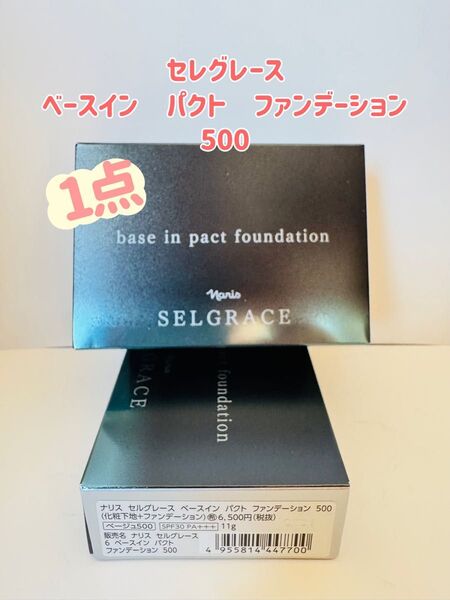 セレグレース
ベースイン　パクト　ファンデーション
500
1点
base in pact foundation
Naris
SELGRACE
Naris
pact foundation
GRACE
ナリス セルグレース ベースイン パクト ファンデーション 500
(化粧下地+ファンデーション) ㊒6,500円(税抜)
ベージュ500 SPF30 PA+++ 11g
販売名 ナリス セルグレース
6 ベースイン パクト
ファンデーション 500
4 955814 447700